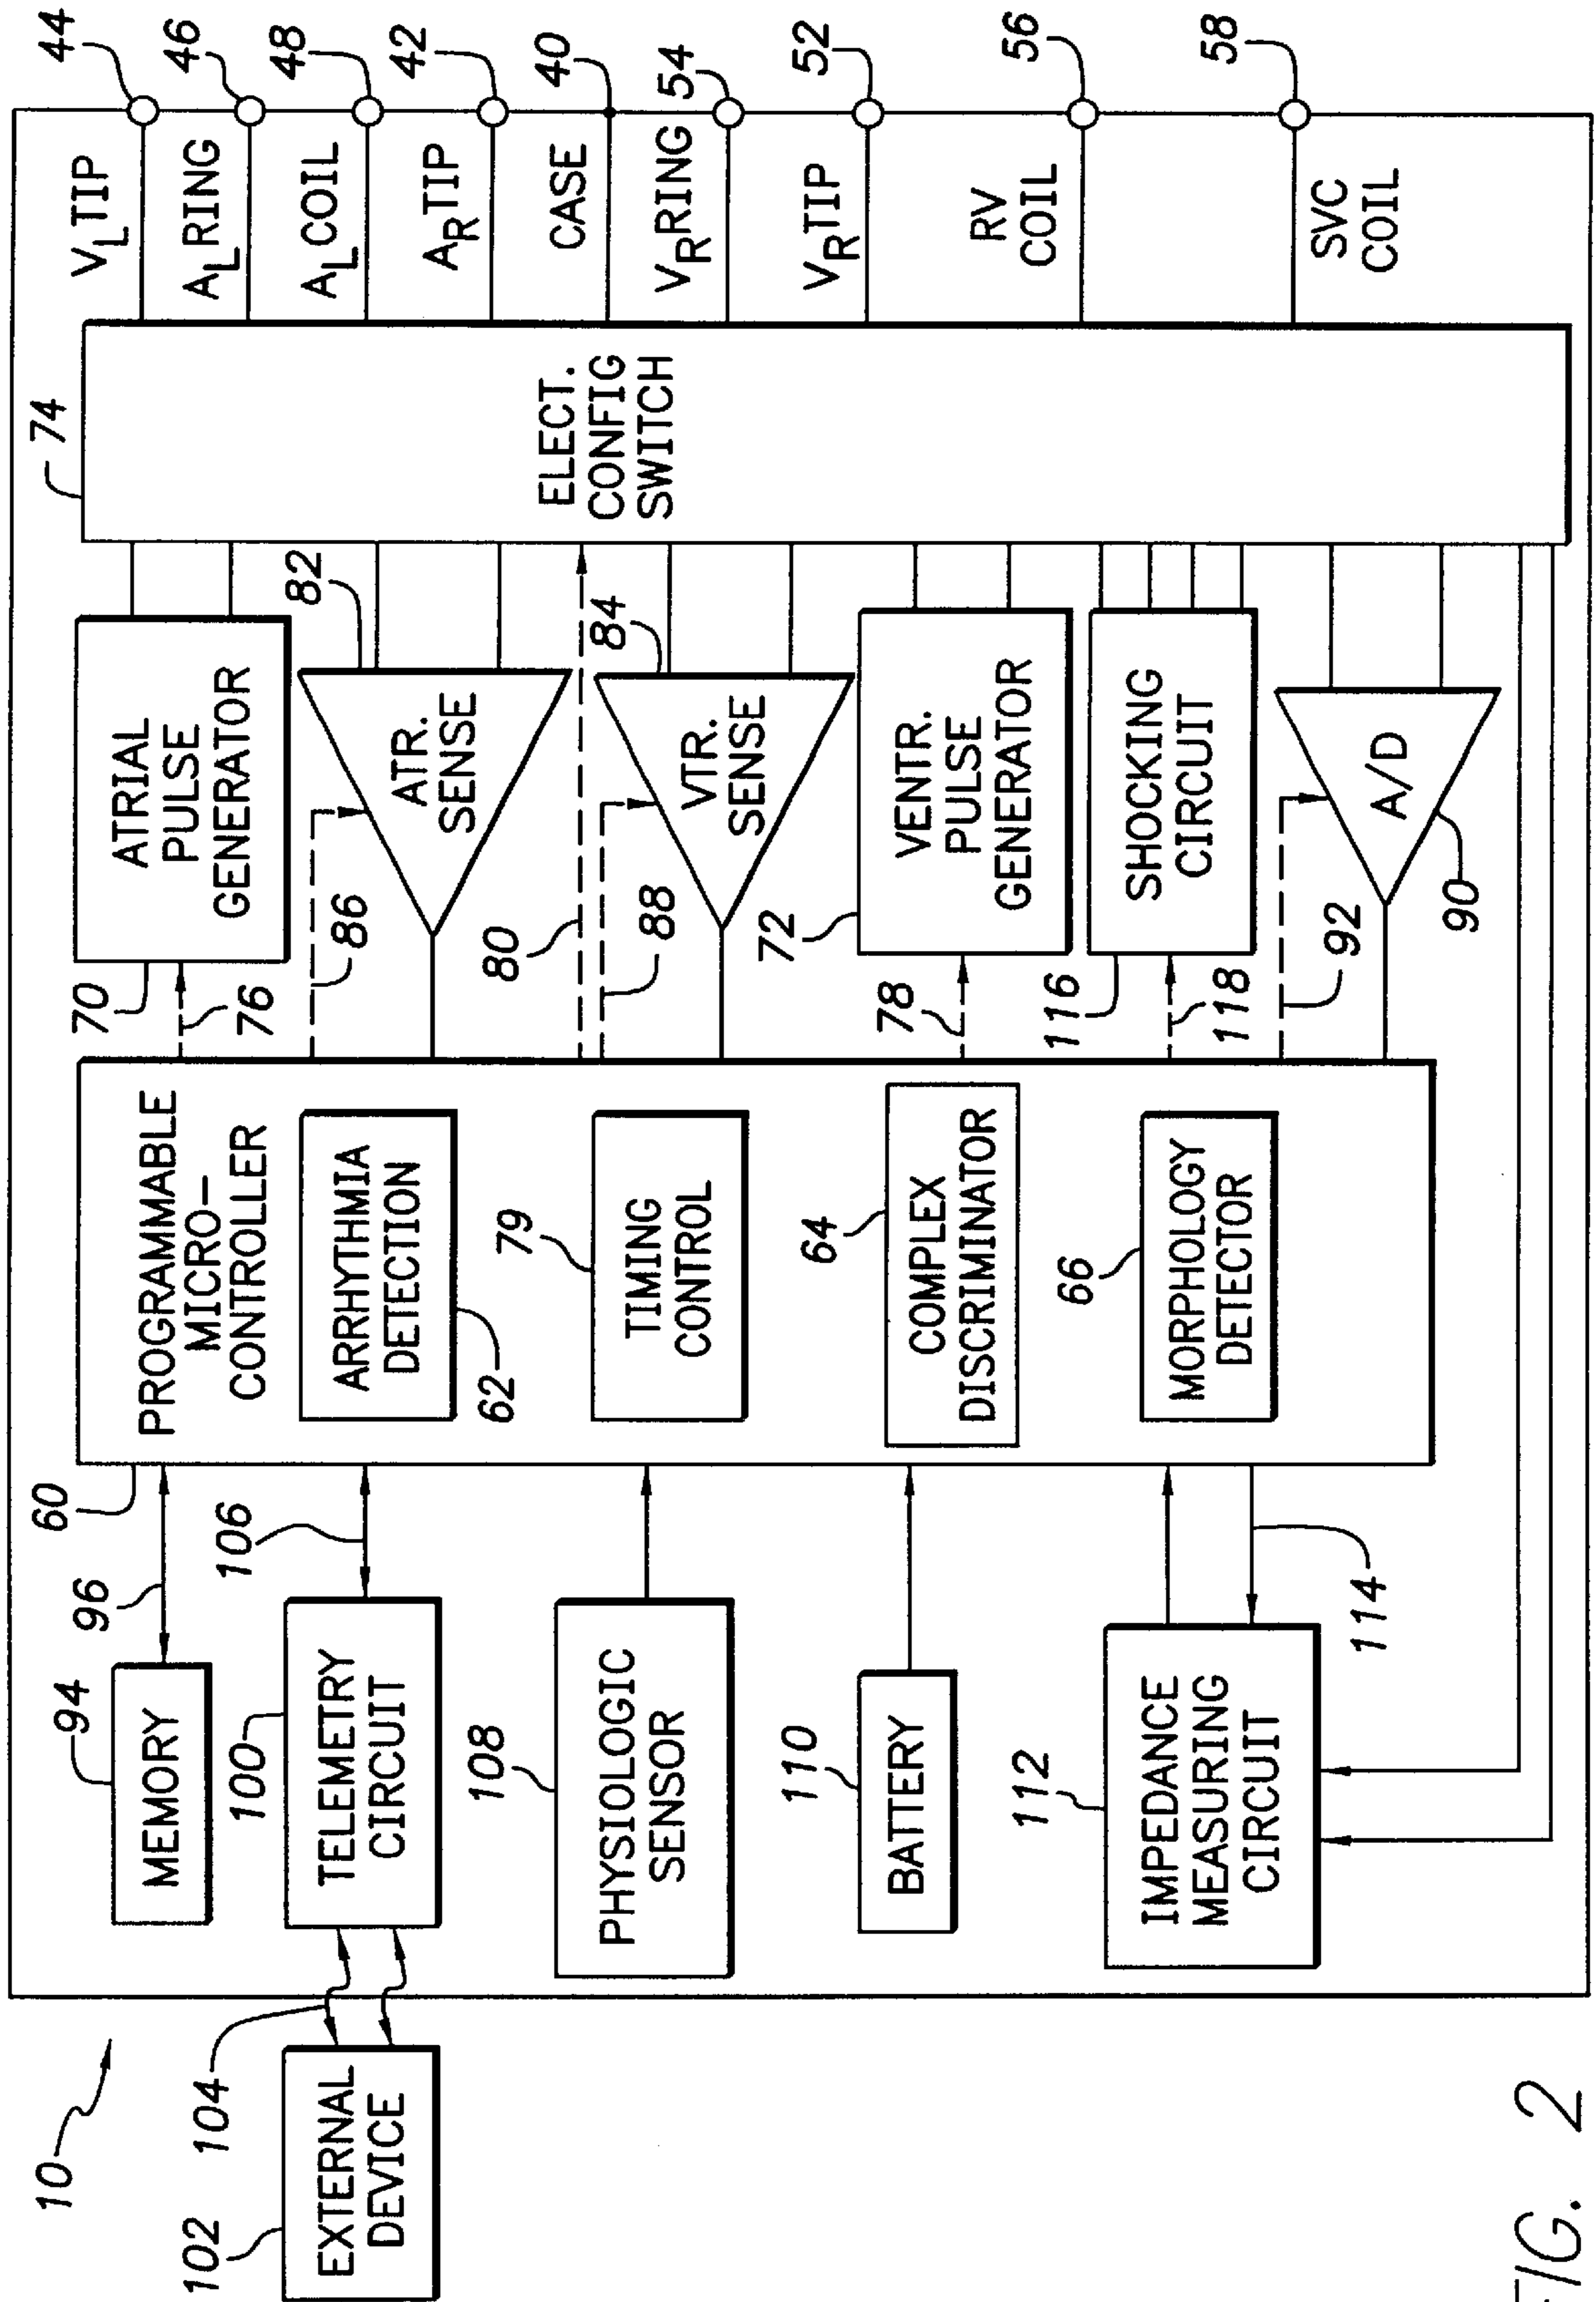 10
102
EXTERNAL
DEVICE
104
94
MEMORY
96
60
100
TELEMETRY
CIRCUIT
106
108
PHYSIOLOGIC
SENSOR
110
BATTERY
112
IMPEDANCE
MEASURING
CIRCUIT
114
PROGRAMMABLE
MICRO-
CONTROLLER
ARRHYTHMIA
DETECTION
62
79
TIMING
CONTROL
64
COMPLEX
DISCRIMINATOR
66
MORPHOLOGY
DETECTOR
70
76
ATRIAL
PULSE
GENERATOR
86
82
ATR.
SENSE
80
88
84
VTR.
SENSE
72
78
VENTR.
PULSE
GENERATOR
116
118
SHOCKING
CIRCUIT
92
A/D
90
74
ELECT.
CONFIG
SWITCH
VL TIP
44
AL RING
46
AL COIL
48
AR TIP
42
CASE
40
VR RING
54
VR TIP
52
RV
COIL
56
SVC
COIL
58
FIG. 2